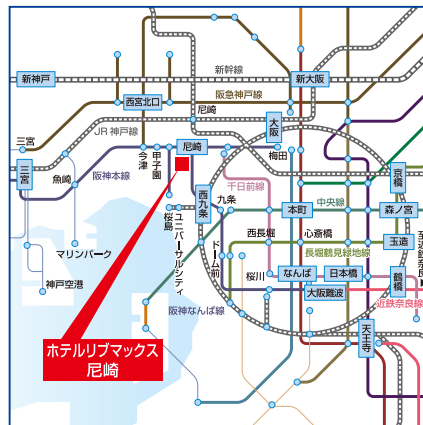 新幹線
新神戸
新大阪
阪急神戸線
西宮北口
尼崎
大阪
JR 神戸線
三宮
三宮
魚崎
今津
甲子園
尼崎
梅田
阪神本線
千日前線
京橋
西九条
九条
本町
中央線
森ノ宮
桜島
ユニバーサルシティ
ドーム前
西長堀
心斎橋
玉造
長堀鶴見緑地線
マリンパーク
神戸空港
桜川
なんば
日本橋
鶴橋
至近鉄奈良
大阪難波
近鉄奈良線
阪神なんば線
天王寺
ホテルリブマックス
尼崎